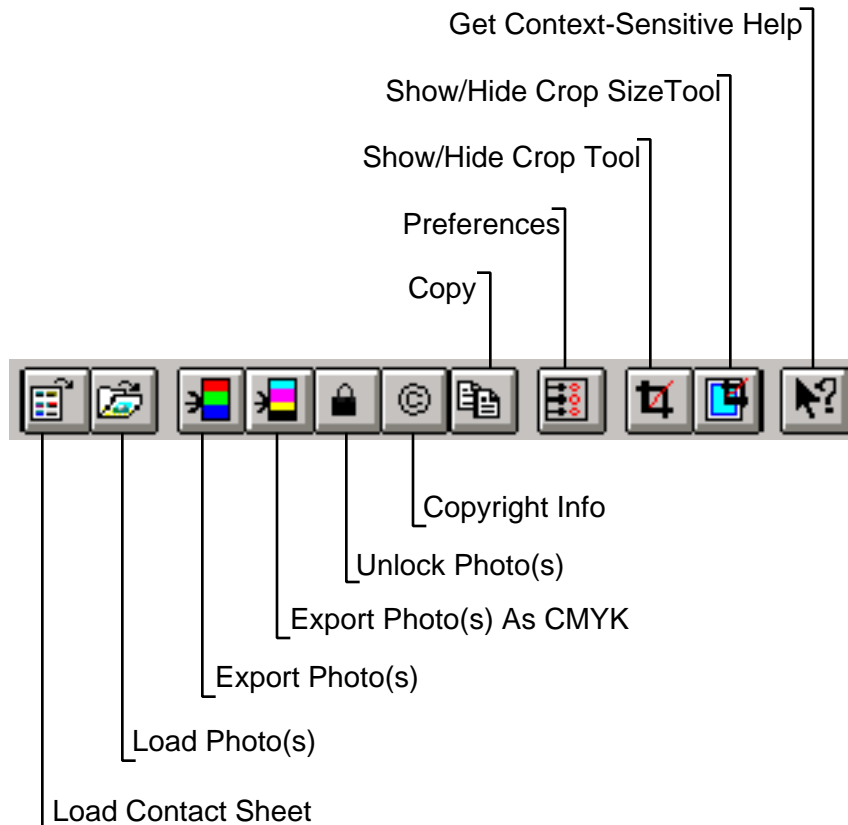 Get Context-Sensitive Help
Show/Hide Crop SizeTool
Show/Hide Crop Tool
Preferences
Copy
©
?
Copyright Info
Unlock Photo(s)
Export Photo(s) As CMYK
Export Photo(s)
Load Photo(s)
Load Contact Sheet